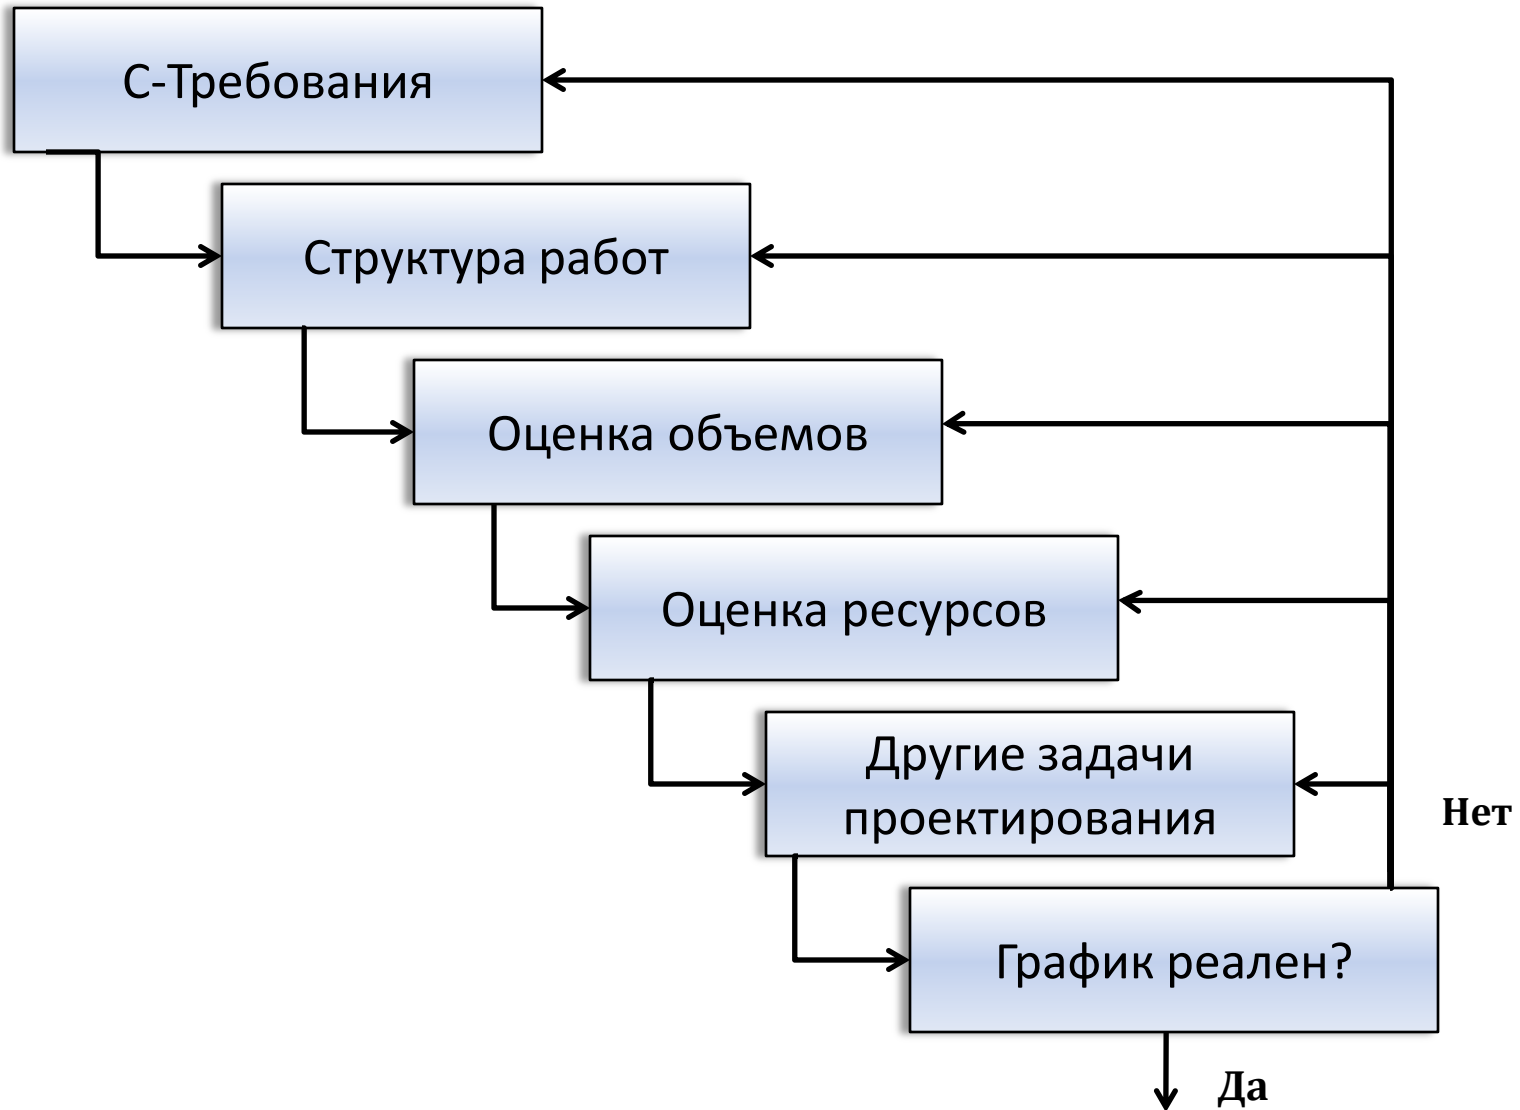 С-Требования
Структура работ
Оценка объемов
Оценка ресурсов
Другие задачи
проектирования
Нет
График реален?
Да